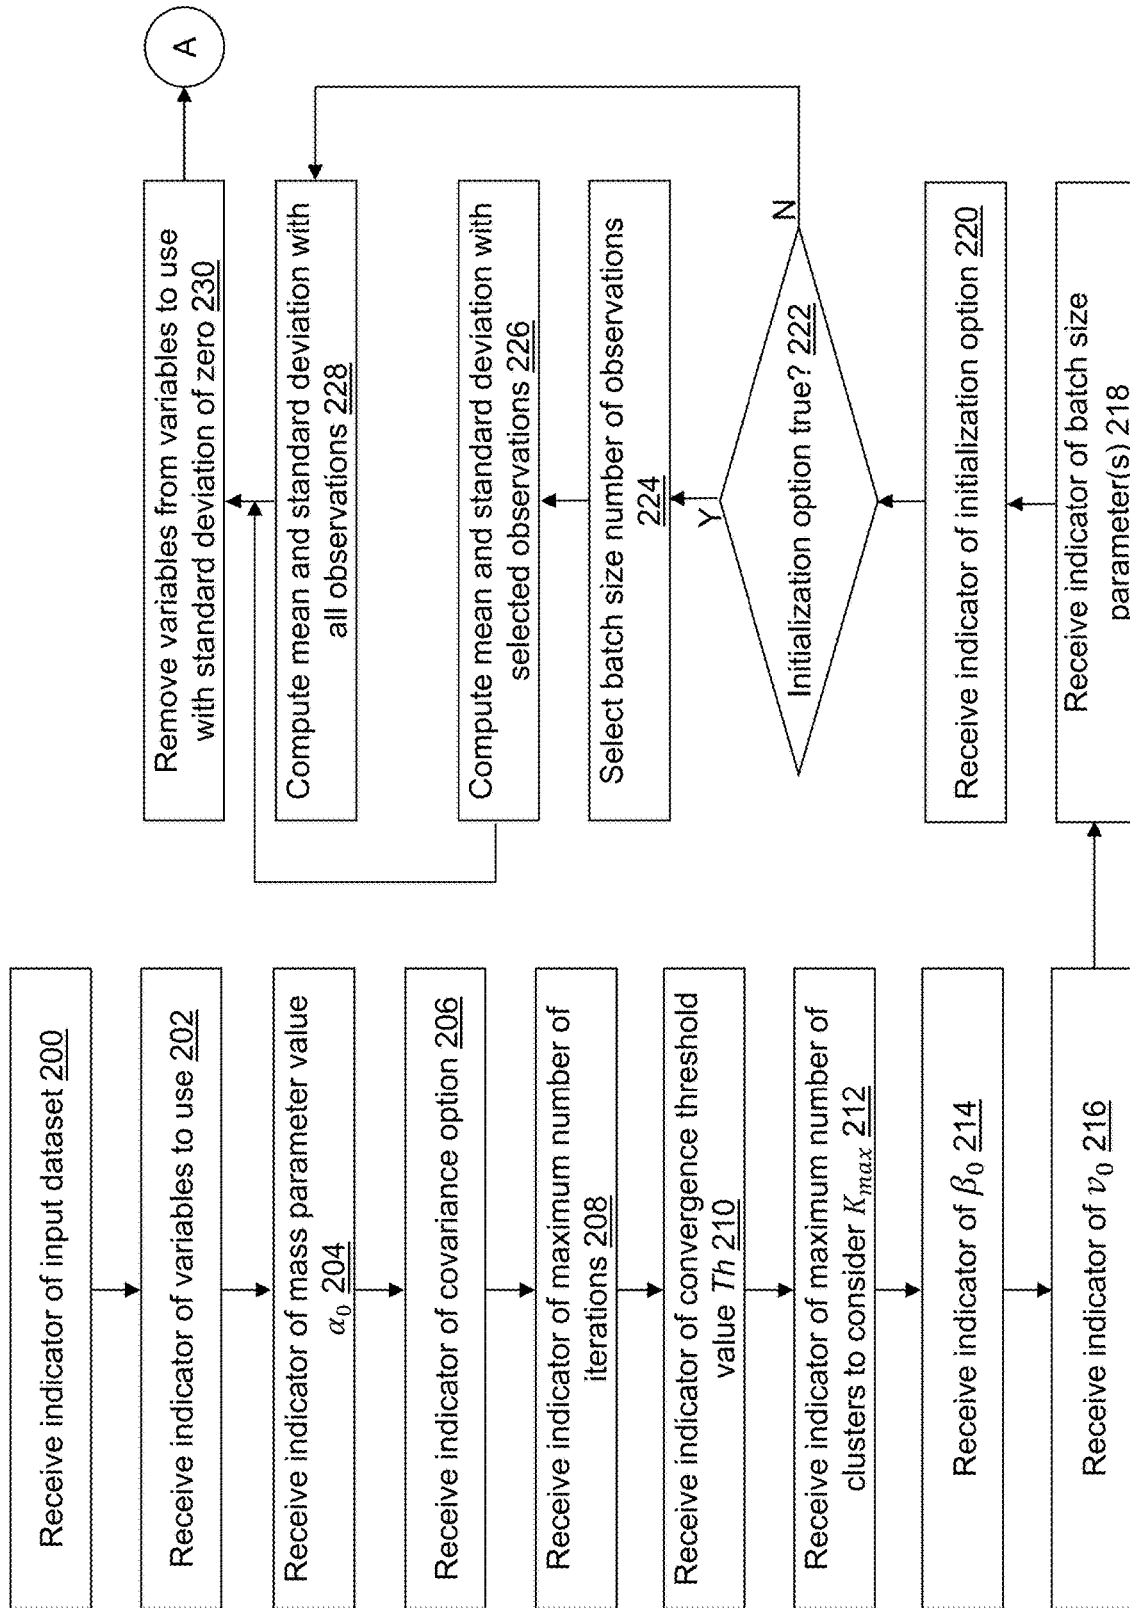 Receive indicator of input dataset 200
Receive indicator of variables to use 202
Receive indicator of mass parameter value
α₀ 204
Receive indicator of covariance option 206
Receive indicator of maximum number of
iterations 208
Receive indicator of convergence threshold
value Th 210
Receive indicator of maximum number of
clusters to consider Kₘₐₓ 212
Receive indicator of β₀ 214
Receive indicator of ν₀ 216
Receive indicator of batch size
parameter(s) 218
Receive indicator of initialization option 220
Initialization option true? 222
Y
N
Select batch size number of observations
224
Compute mean and standard deviation with
selected observations 226
Compute mean and standard deviation with
all observations 228
Remove variables from variables to use
with standard deviation of zero 230
A